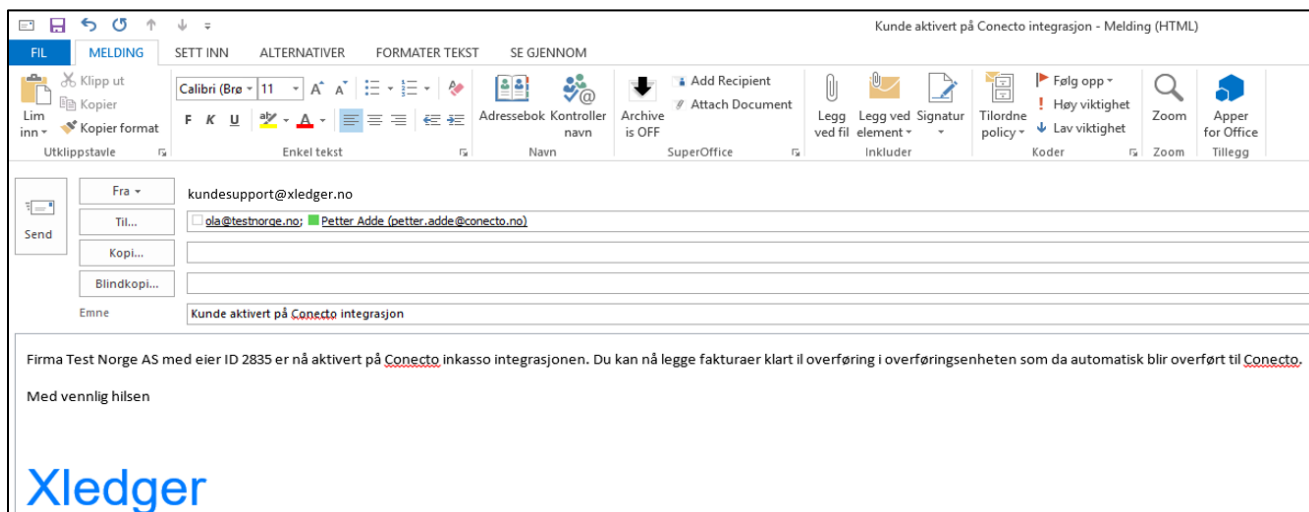 Kunde aktivert på Conecto integrasjon - Melding (HTML)
FIL MELDING SETT INN ALTERNATIVER FORMATER TEKST SE GJENNOM
Lim inn
Klipp ut
Kopier
Kopier format
Utklippstavle
Calibri (Brø 11 A A
F K U aby A
Enkel tekst
Adressebok Kontroller navn
Navn
Archive is OFF
Add Recipient
Attach Document
SuperOffice
Legg ved fil Legg ved element Signatur
Inkluder
Tilordne policy
Følg opp
Høy viktighet
Lav viktighet
Koder
Zoom
Zoom
Apper for Office
Tillegg
Send
Fra kundesupport@xledger.no
Til... ola@testnorge.no; Petter Adde (petter.adde@conecto.no)
Kopi...
Blindkopi...
Emne Kunde aktivert på Conecto integrasjon
Firma Test Norge AS med eier ID 2835 er nå aktivert på Conecto inkasso integrasjonen. Du kan nå legge fakturaer klart il overføring i overføringsenheten som da automatisk blir overført til Conecto.
Med vennlig hilsen
Xledger